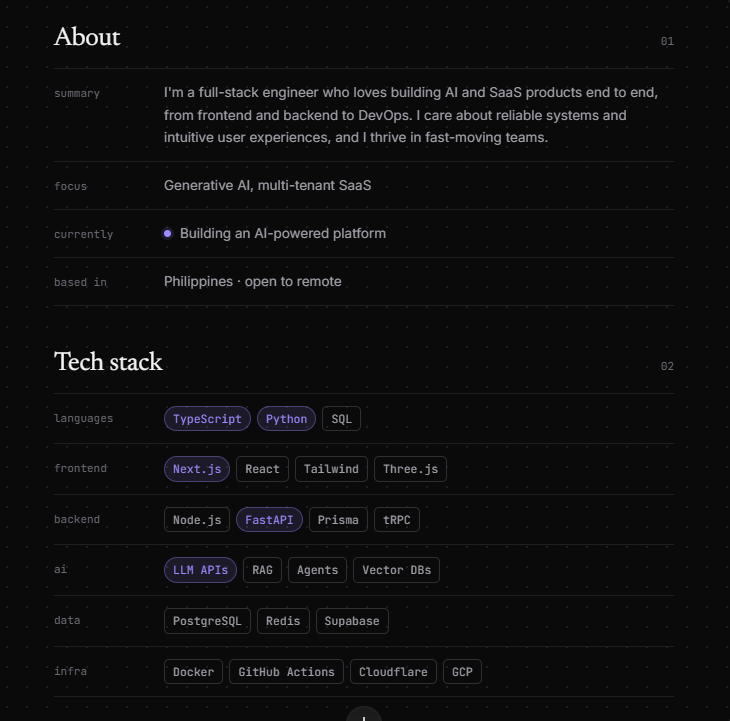 About
01
summary
I'm a full-stack engineer who loves building AI and SaaS products end to end,
from frontend and backend to DevOps. I care about reliable systems and
intuitive user experiences, and I thrive in fast-moving teams.
focus
Generative AI, multi-tenant SaaS
currently
Building an AI-powered platform
based in
Philippines · open to remote
Tech stack
02
languages
TypeScript Python SQL
frontend
Next.js React Tailwind Three.js
backend
Node.js FastAPI Prisma tRPC
ai
LLM APIs RAG Agents Vector DBs
data
PostgreSQL Redis Supabase
infra
Docker GitHub Actions Cloudflare GCP